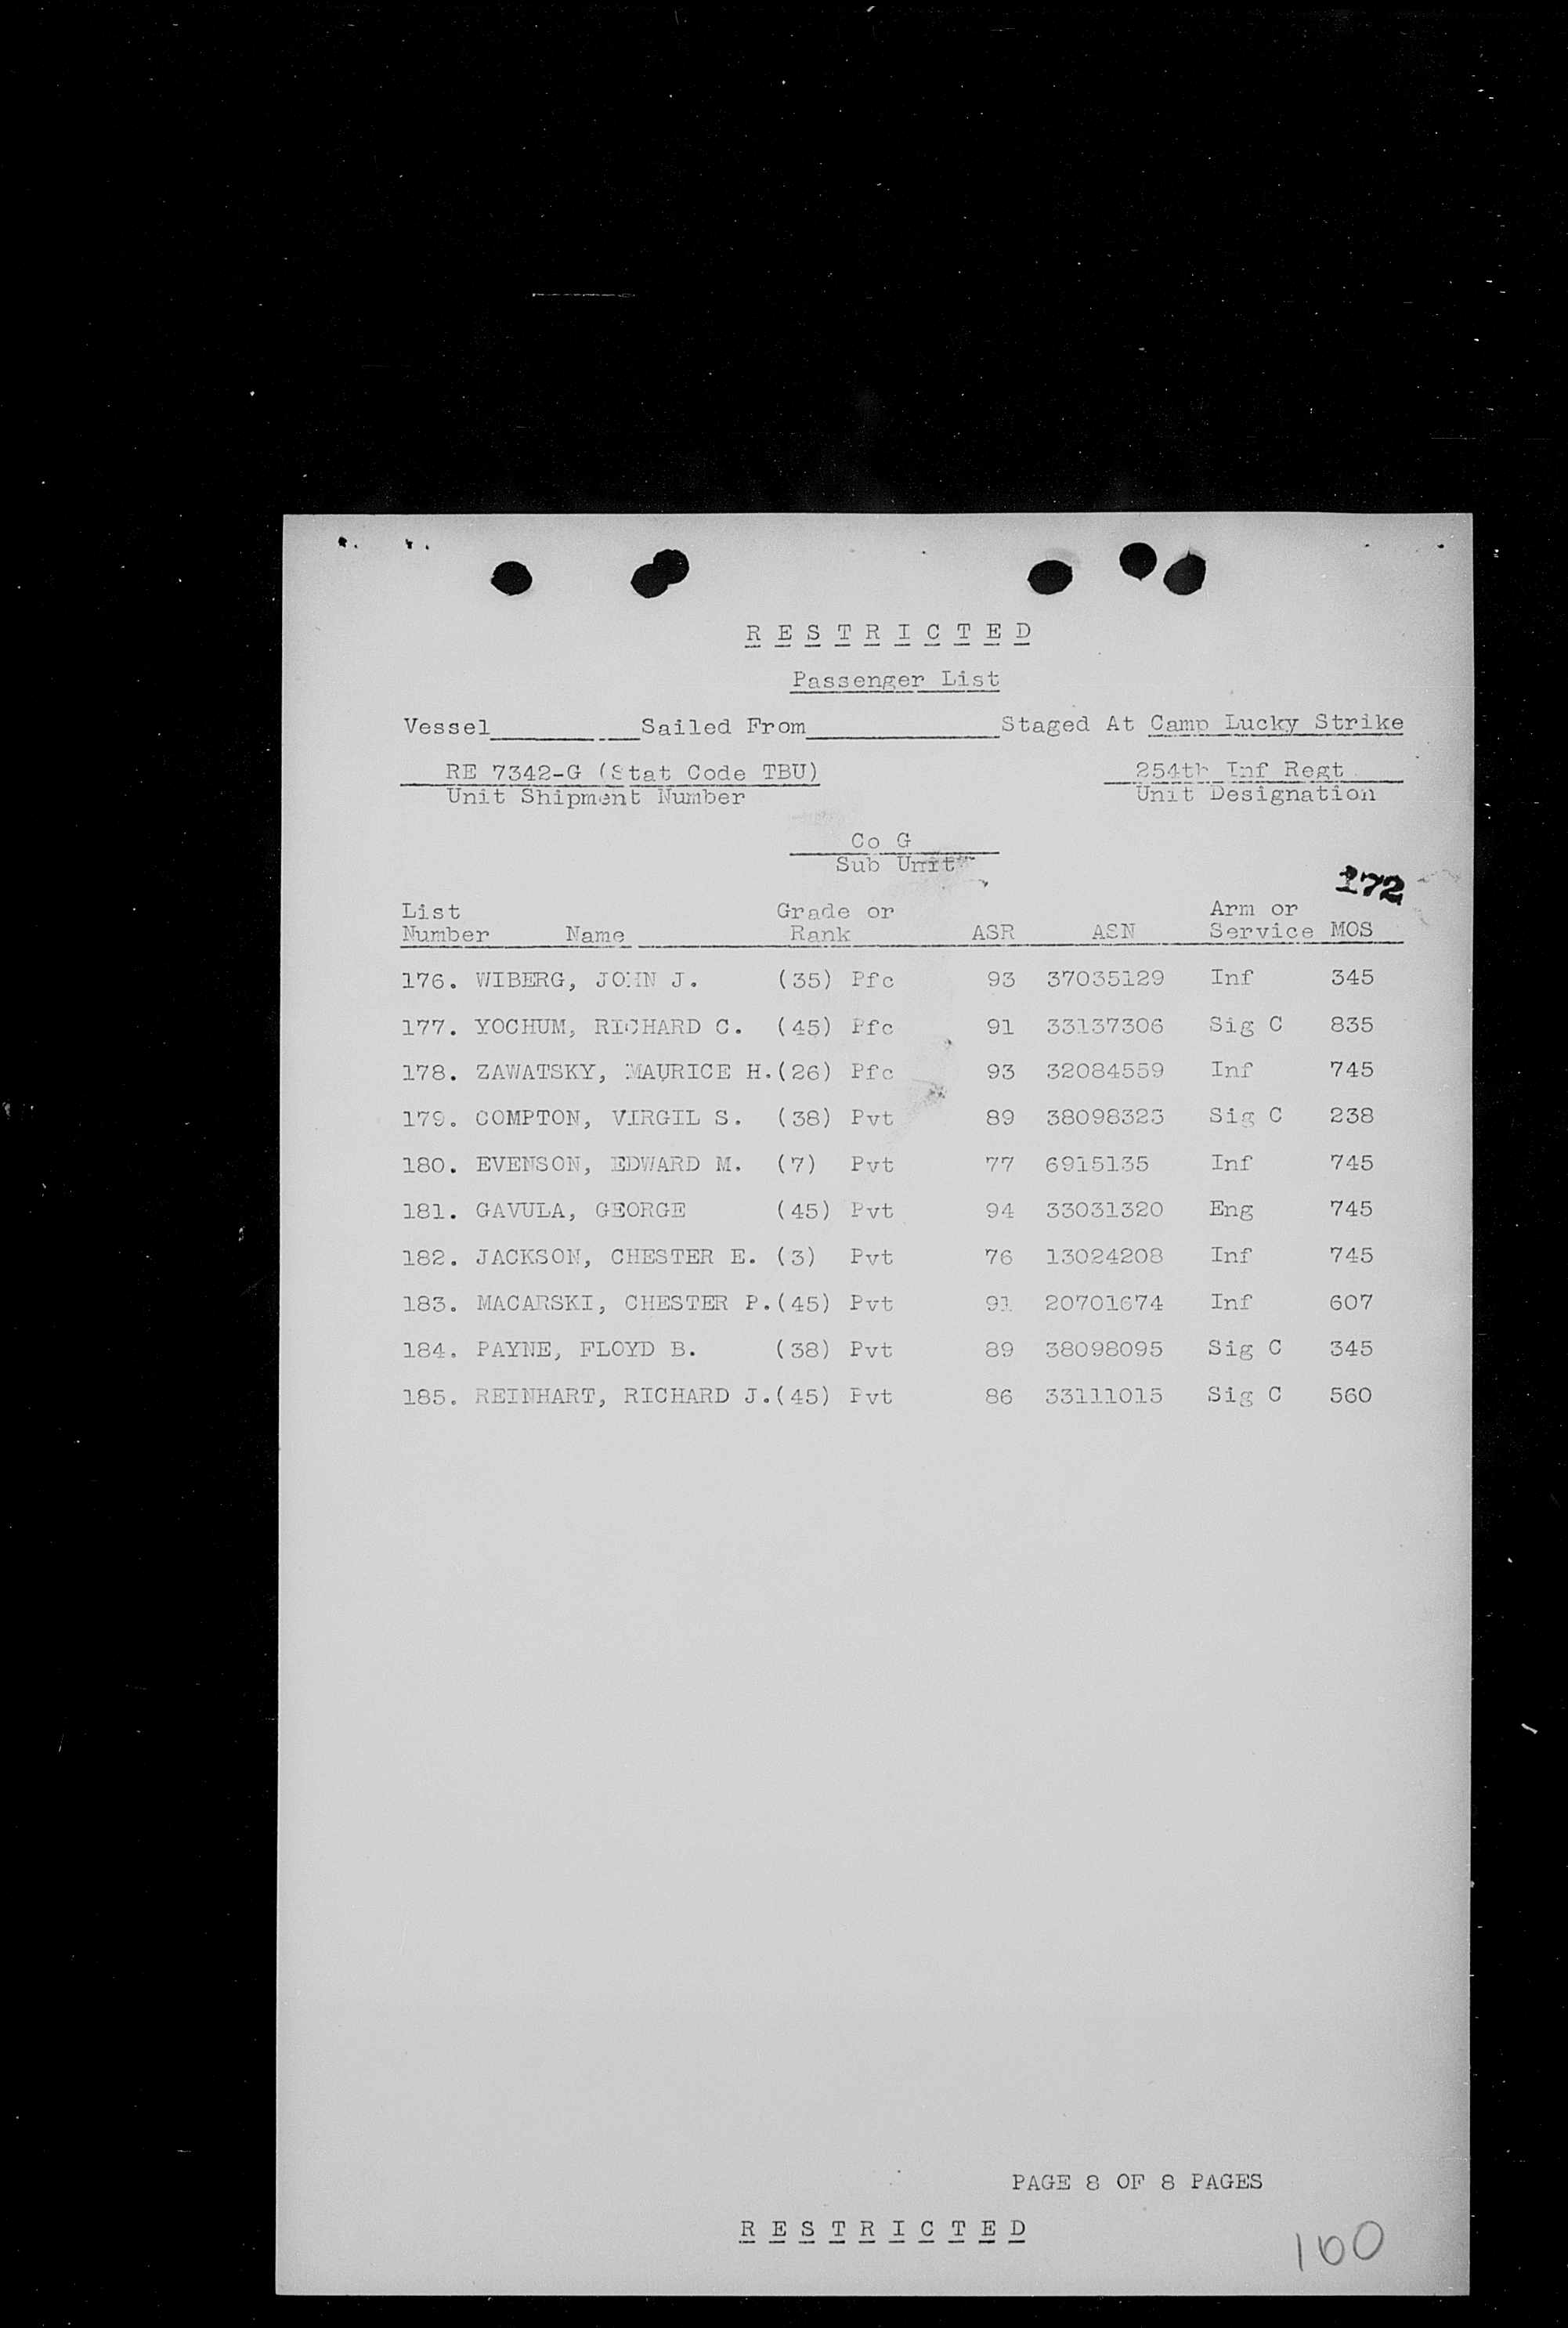 R E S T R I C T E D
Passenger List
Vessel__________Sailed From_____________Staged At Camp Lucky Strike
RE 7342-G (Stat Code TBU) 254th Inf Regt
Unit Shipment Number Unit Designation
Co G
Sub Unit
172
List Grade or Arm or
Number Name Rank ASR ASN Service MOS
176. WIBERG, JOHN J. (35) Pfc 93 37035129 Inf 345
177. YOCHUM, RICHARD C. (45) Pfc 91 33137306 Sig C 835
178. ZAWATSKY, MAURICE H.(26) Pfc 93 32084559 Inf 745
179. COMPTON, VIRGIL S. (38) Pvt 89 38098323 Sig C 238
180. EVENSON, EDWARD M. (7) Pvt 77 6915135 Inf 745
181. GAVULA, GEORGE (45) Pvt 94 33031320 Eng 745
182. JACKSON, CHESTER E. (3) Pvt 76 13024208 Inf 745
183. MACARSKI, CHESTER P.(45) Pvt 91 20701674 Inf 607
184. PAYNE, FLOYD B. (38) Pvt 89 38098095 Sig C 345
185. REINHART, RICHARD J.(45) Pvt 86 33111015 Sig C 560
PAGE 8 OF 8 PAGES
R E S T R I C T E D
100